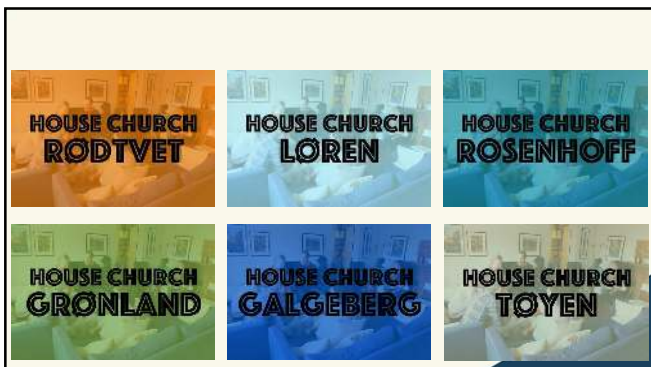 HOUSE CHURCH
RØDTVET
HOUSE CHURCH
LØREN
HOUSE CHURCH
ROSENHOFF
HOUSE CHURCH
GRØNLAND
HOUSE CHURCH
GALGEBERG
HOUSE CHURCH
TØYEN